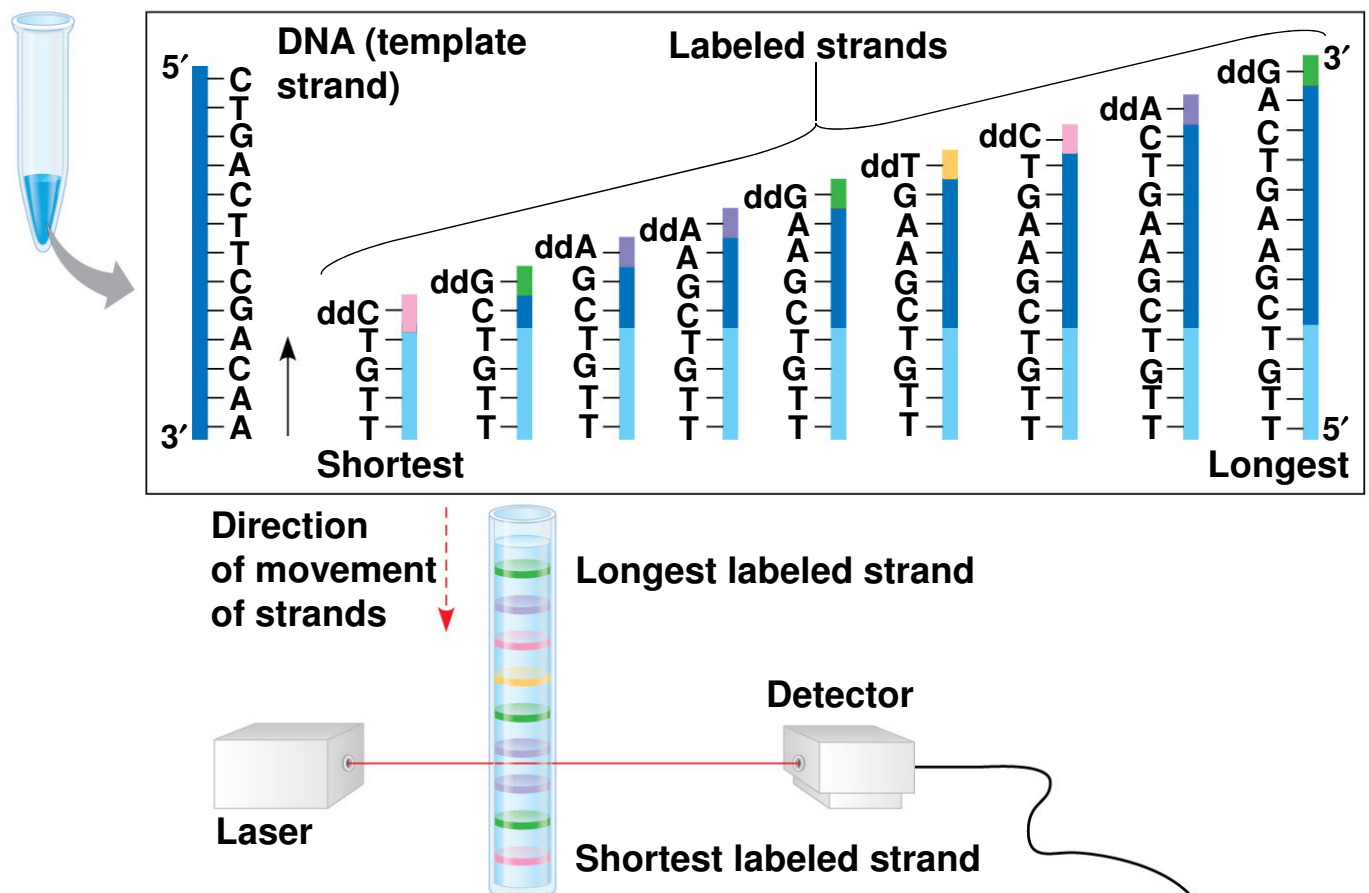 DNA (template
strand)
Labeled strands
5′
C
T
G
A
C
T
T
C
G
A
C
A
A
3′
ddC
T
G
T
T
ddG
C
T
G
T
T
ddA
G
C
T
G
T
T
ddA
A
G
C
T
G
T
T
ddG
A
A
G
C
T
G
T
T
ddT
G
A
A
G
C
T
G
T
T
ddC
T
G
A
A
G
C
T
G
T
T
ddA
C
T
G
A
A
G
C
T
G
T
T
3′
ddG
A
C
T
G
A
A
G
C
T
G
T
T
5′
Shortest
Longest
Direction
of movement
of strands
Longest labeled strand
Detector
Laser
Shortest labeled strand